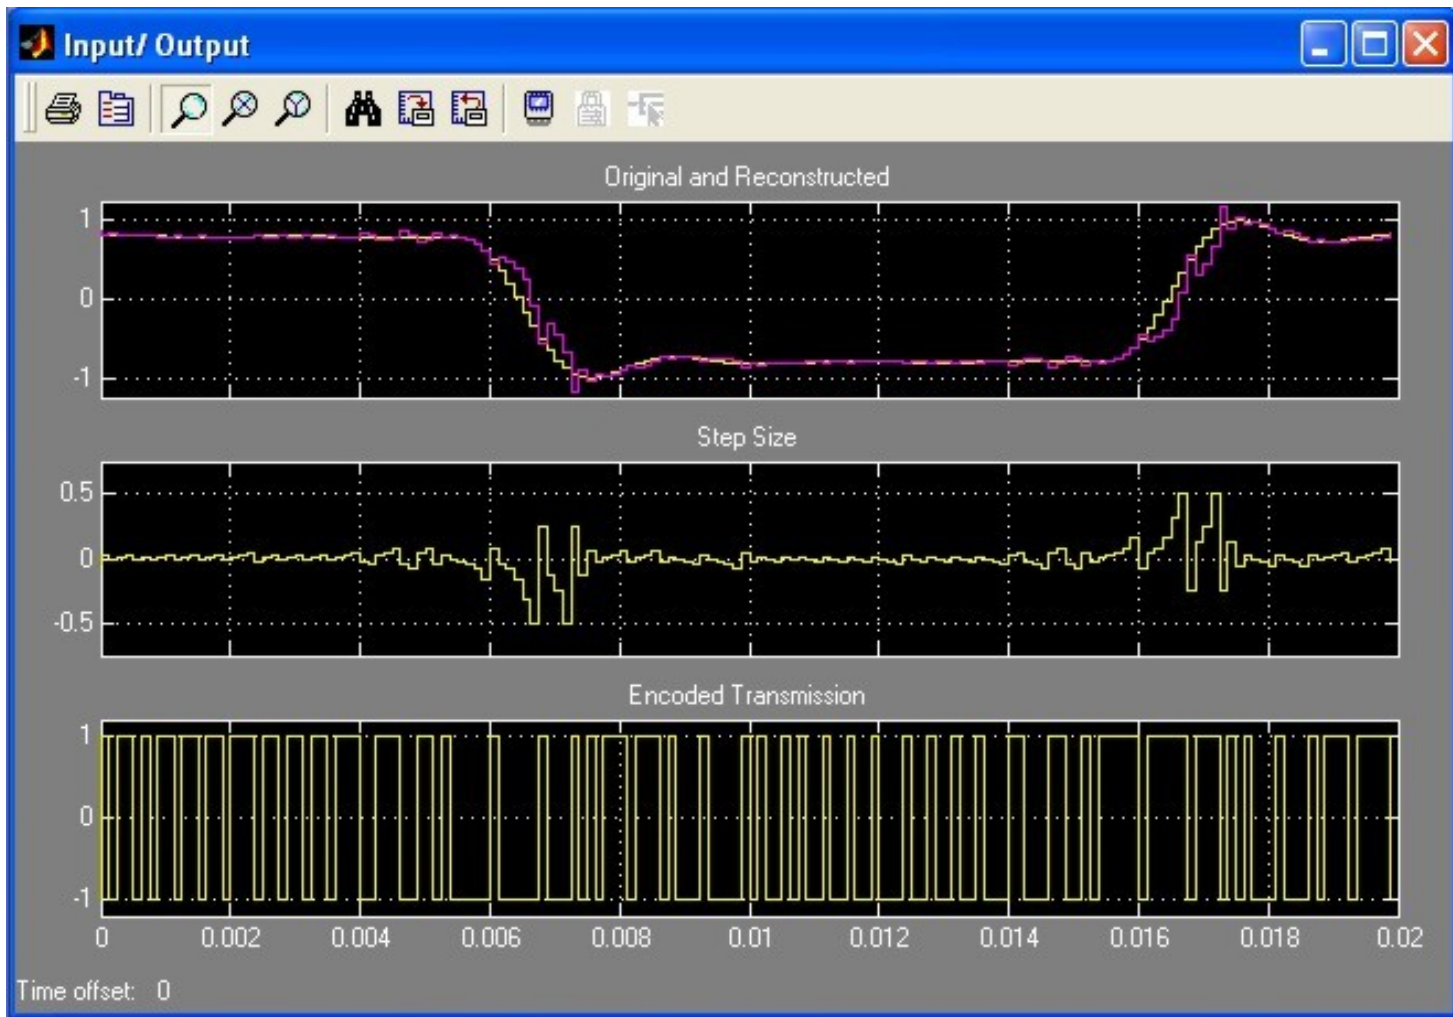 Input/ Output
Original and Reconstructed
1
0
-1
Step Size
0.5
0
-0.5
Encoded Transmission
1
0
-1
0 0.002 0.004 0.006 0.008 0.01 0.012 0.014 0.016 0.018 0.02
Time offset: 0